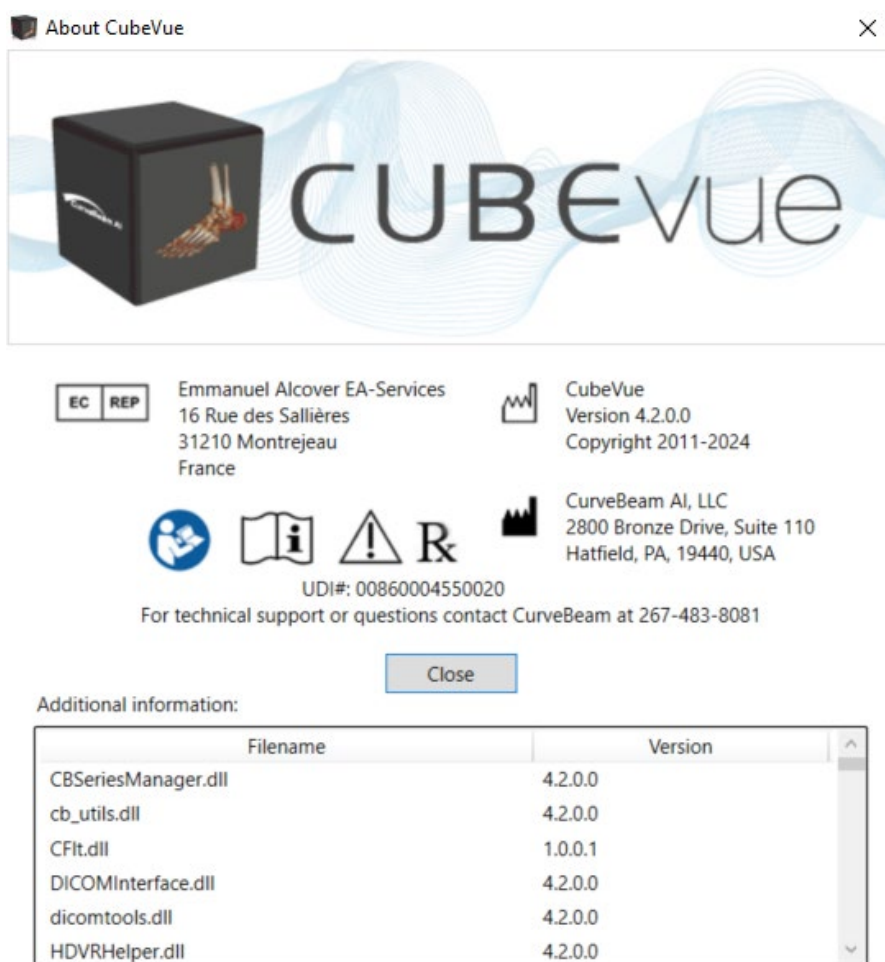 About CubeVue
CurveBeam AI
CUBEVUE
EC REP
Emmanuel Alcover EA-Services
16 Rue des Sallières
31210 Montrejeau
France
CubeVue
Version 4.2.0.0
Copyright 2011-2024
CurveBeam AI, LLC
2800 Bronze Drive, Suite 110
Hatfield, PA, 19440, USA
i
Rx
UDI#: 00860004550020
For technical support or questions contact CurveBeam at 267-483-8081
Close
Additional information:
Filename Version
CBSeriesManager.dll 4.2.0.0
cb_utils.dll 4.2.0.0
CFlt.dll 1.0.0.1
DICOMInterface.dll 4.2.0.0
dicomtools.dll 4.2.0.0
HDVRHelper.dll 4.2.0.0